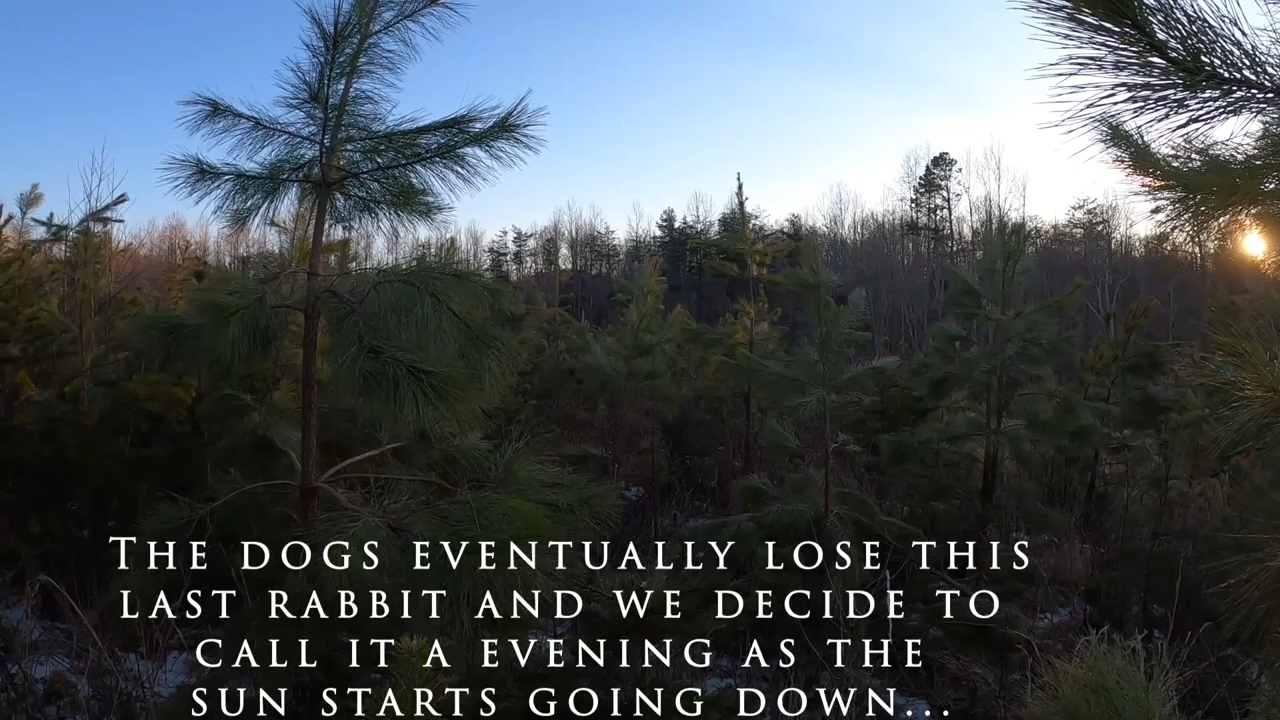 The dogs eventually lose this
last rabbit and we decide to
call it a evening as the
sun starts going down...